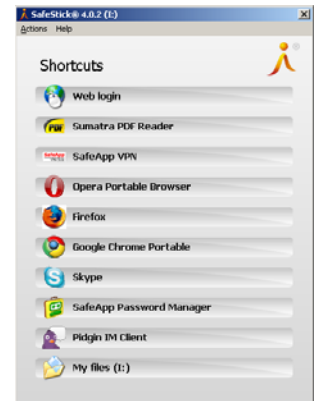 SafeStick® 4.0.2 (I:)
Actions Help
Shortcuts
Web login
PDF
Sumatra PDF Reader
SafeApp VPN
Opera Portable Browser
Firefox
Google Chrome Portable
Skype
SafeApp Password Manager
Pidgin IM Client
My files (I:)